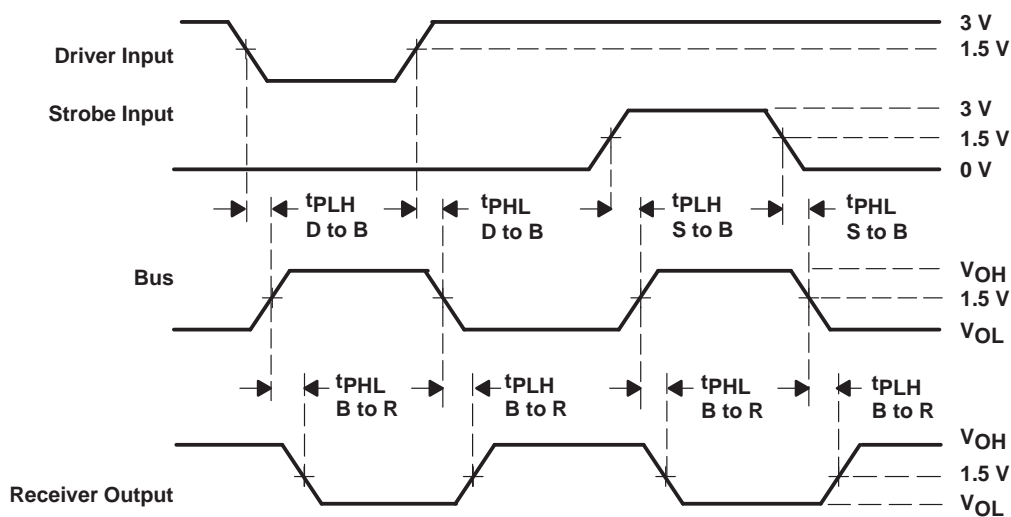 3 V
Driver Input
1.5 V
Strobe Input
3 V
1.5 V
0 V
tPLH
D to B
tPHL
D to B
tPLH
S to B
tPHL
S to B
Bus
VOH
1.5 V
VOL
tPHL
B to R
tPLH
B to R
tPHL
B to R
tPLH
B to R
VOH
1.5 V
Receiver Output
VOL